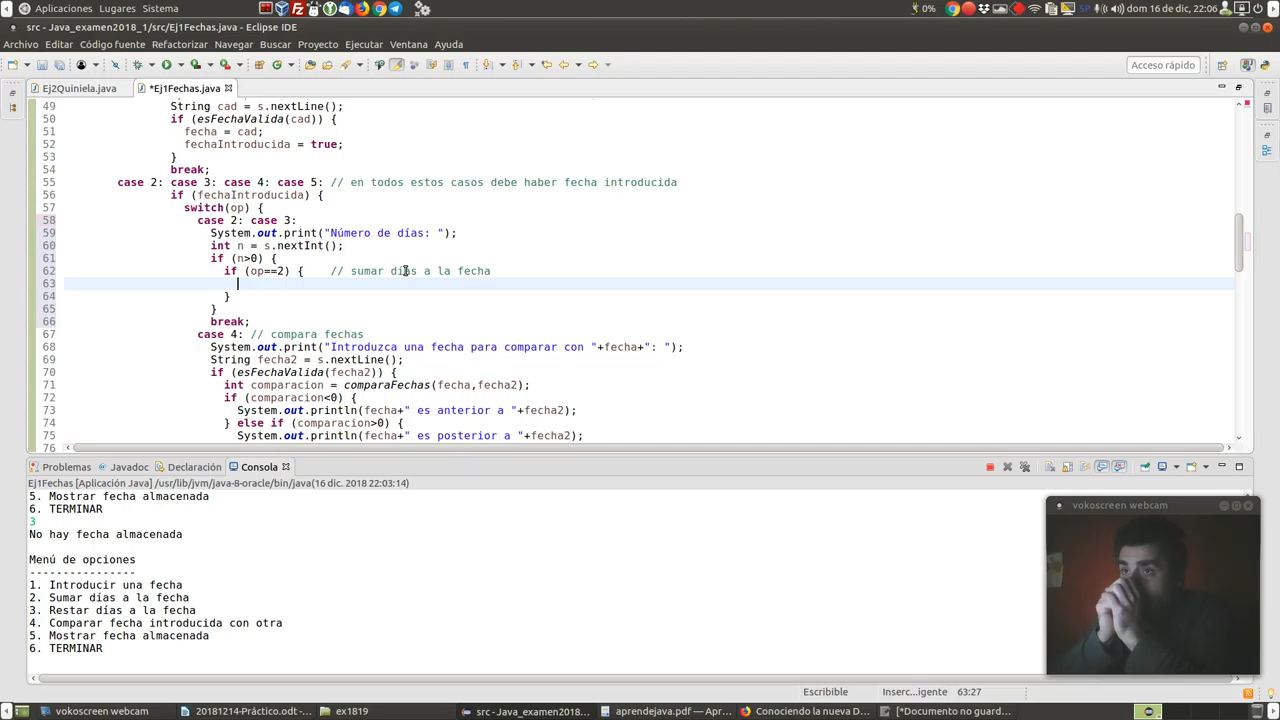 Aplicaciones Lugares Sistema
0% SP dom 16 de dic, 22:06
src - Java_examen2018_1/src/Ej1Fechas.java - Eclipse IDE
Archivo Editar Código fuente Refactorizar Navegar Buscar Proyecto Ejecutar Ventana Ayuda
Acceso rápido
Ej2Quiniela.java *Ej1Fechas.java
49 String cad = s.nextLine();
50 if (esFechaValida(cad)) {
51 fecha = cad;
52 fechaIntroducida = true;
53 }
54 break;
55 case 2: case 3: case 4: case 5: // en todos estos casos debe haber fecha introducida
56 if (fechaIntroducida) {
57 switch(op) {
58 case 2: case 3:
59 System.out.print("Número de días: ");
60 int n = s.nextInt();
61 if (n>0) {
62 if (op==2) { // sumar días a la fecha
63
64 }
65 }
66 break;
67 case 4: // compara fechas
68 System.out.print("Introduzca una fecha para comparar con "+fecha+": ");
69 String fecha2 = s.nextLine();
70 if (esFechaValida(fecha2)) {
71 int comparacion = comparaFechas(fecha,fecha2);
72 if (comparacion<0) {
73 System.out.println(fecha+" es anterior a "+fecha2);
74 } else if (comparacion>0) {
75 System.out.println(fecha+" es posterior a "+fecha2);
76
Problemas Javadoc Declaración Consola
Ej1Fechas [Aplicación Java] /usr/lib/jvm/java-8-oracle/bin/java(16 dic. 2018 22:03:14)
5. Mostrar fecha almacenada
6. TERMINAR
3
No hay fecha almacenada
Menú de opciones
----------------
1. Introducir una fecha
2. Sumar días a la fecha
3. Restar días a la fecha
4. Comparar fecha introducida con otra
5. Mostrar fecha almacenada
6. TERMINAR
vokoscreen webcam
Escribible Inserc...igente 63:27
vokoscreen webcam 20181214-Práctico.odt -... ex1819 src - Java_examen2018... aprendejava.pdf — Apr... Conociendo la nueva D... [*Documento no guard...